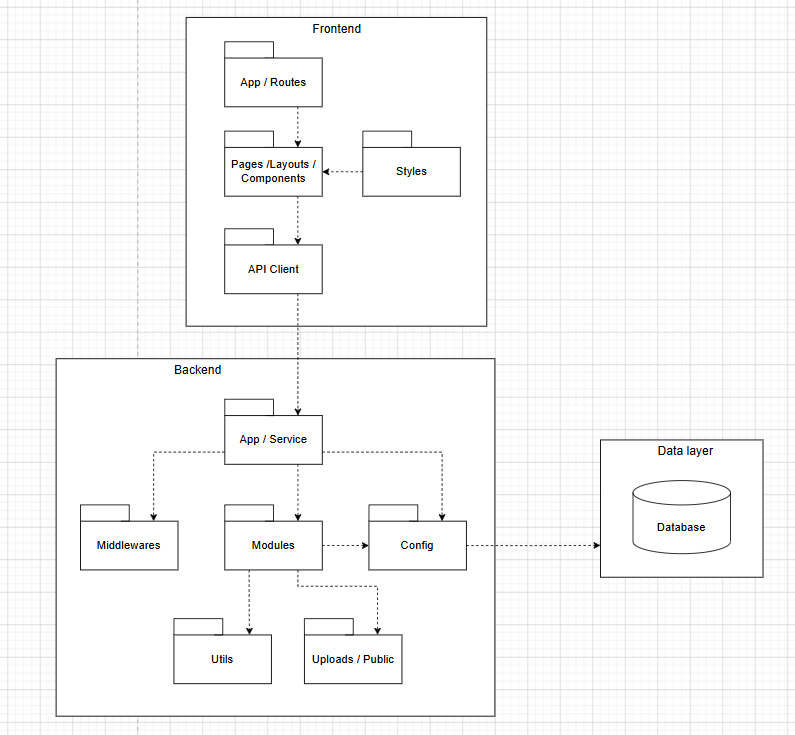 Frontend
App / Routes
Pages /Layouts /
Components
Styles
API Client
Backend
App / Service
Data layer
Database
Middlewares
Modules
Config
Utils
Uploads / Public